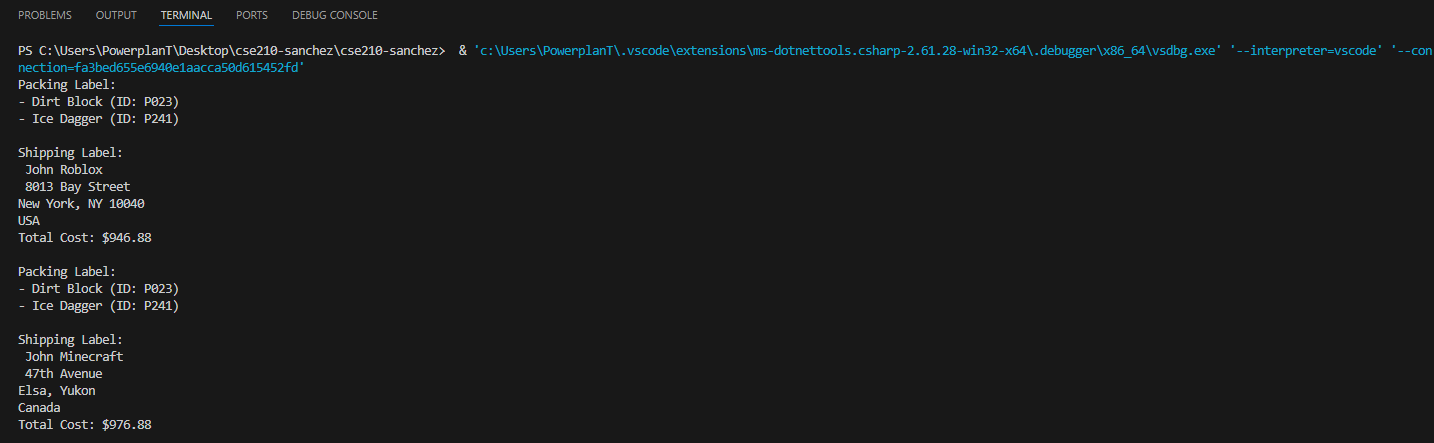 PROBLEMS OUTPUT TERMINAL PORTS DEBUG CONSOLE
PS C:\Users\PowerplanT\Desktop\cse210-sanchez\cse210-sanchez>  & 'c:\Users\PowerplanT\.vscode\extensions\ms-dotnettools.csharp-2.61.28-win32-x64\.debugger\x86_64\vsdbg.exe' '--interpreter=vscode' '--con
nection=fa3bed655e6940e1aacca50d615452fd'
Packing Label:
- Dirt Block (ID: P023)
- Ice Dagger (ID: P241)

Shipping Label:
 John Roblox
 8013 Bay Street
New York, NY 10040
USA
Total Cost: $946.88

Packing Label:
- Dirt Block (ID: P023)
- Ice Dagger (ID: P241)

Shipping Label:
 John Minecraft
 47th Avenue
Elsa, Yukon
Canada
Total Cost: $976.88